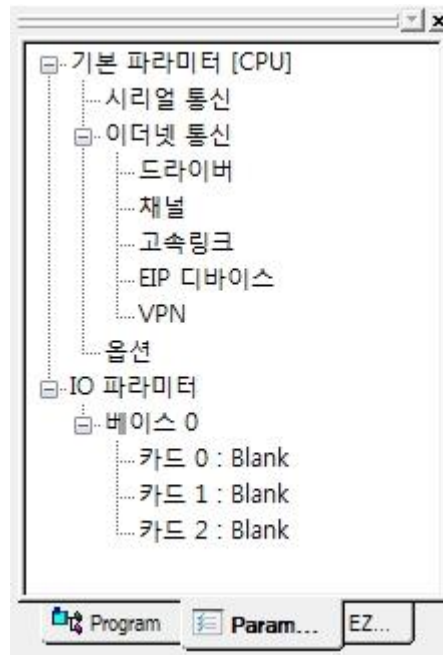 기본 파라미터 [CPU]
시리얼 통신
이더넷 통신
드라이버
채널
고속링크
EIP 디바이스
VPN
옵션
IO 파라미터
베이스 0
카드 0 : Blank
카드 1 : Blank
카드 2 : Blank
Program Param... EZ...